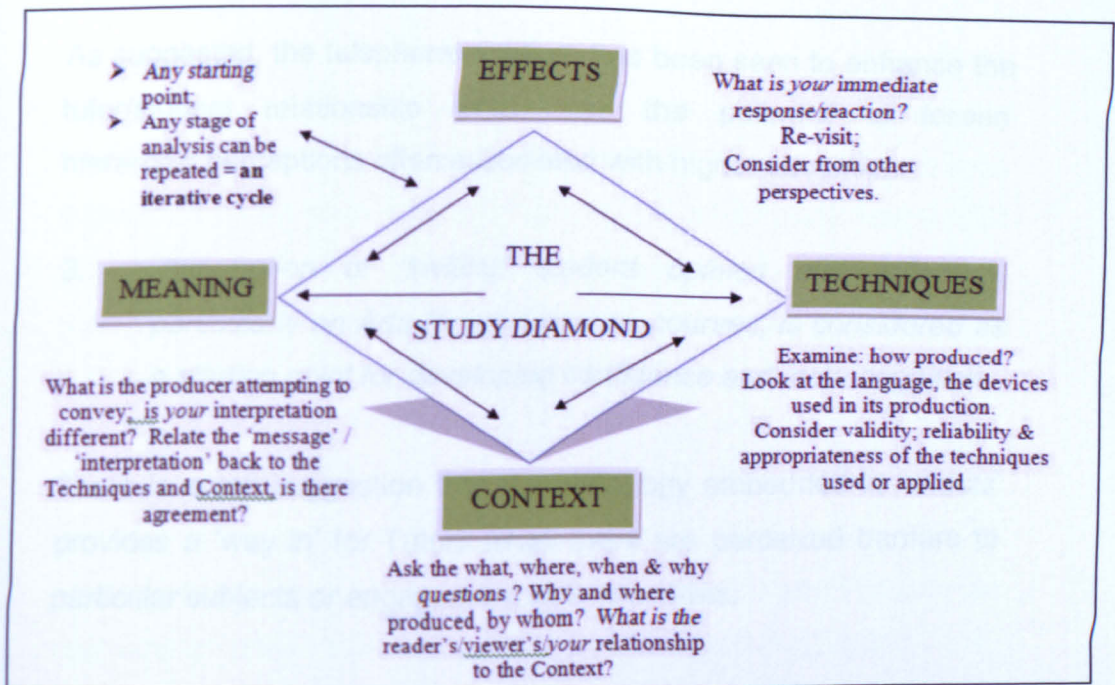 ➢ Any starting
point;
➢ Any stage of
analysis can be
repeated = an
iterative cycle
EFFECTS
What is your immediate
response/reaction?
Re-visit;
Consider from other
perspectives.
THE
MEANING
TECHNIQUES
STUDY DIAMOND
What is the producer attempting to
convey; is your interpretation
different? Relate the ‘message’ /
‘interpretation’ back to the
Techniques and Context, is there
agreement?
Examine: how produced?
Look at the language, the devices
used in its production.
Consider validity; reliability &
appropriateness of the techniques
used or applied
CONTEXT
Ask the what, where, when & why
questions ? Why and where
produced, by whom? What is the
reader's/viewer's/your relationship
to the Context?